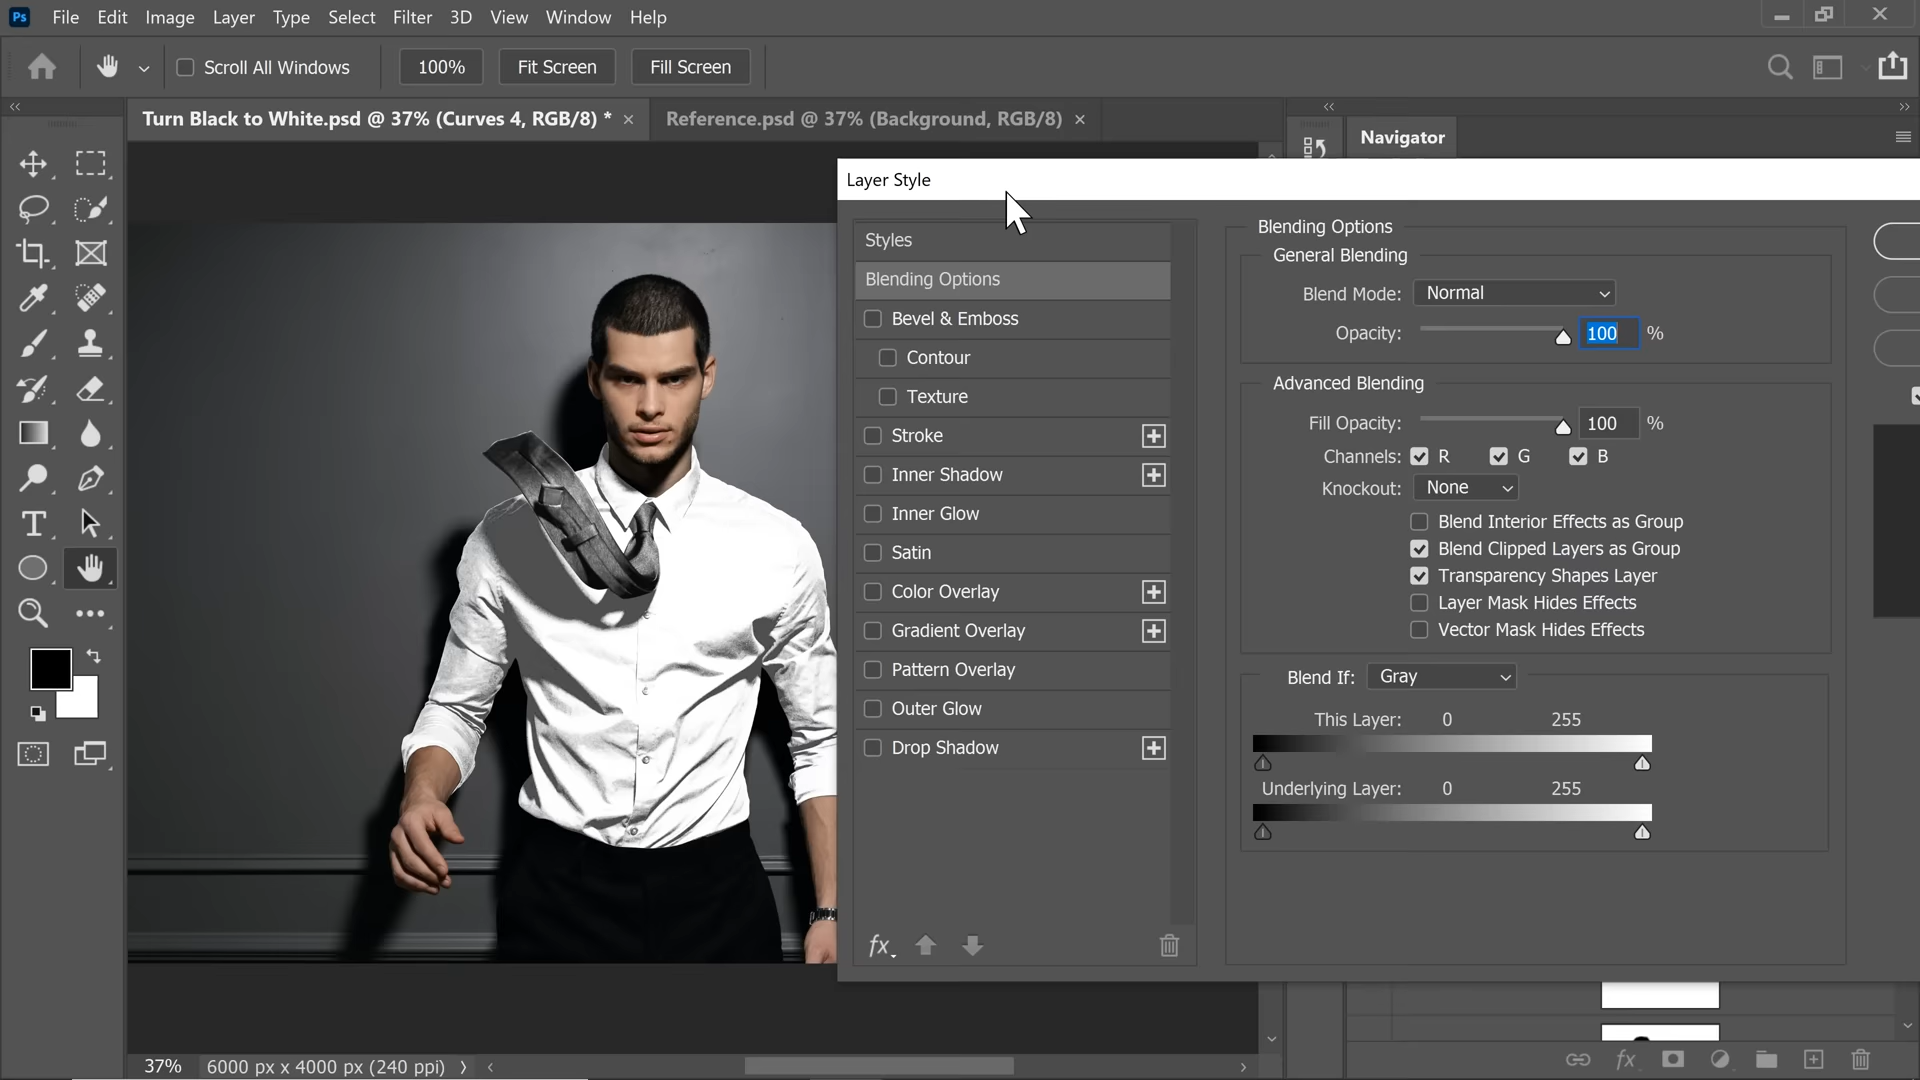 Ps File Edit Image Layer Type Select Filter 3D View Window Help
Scroll All Windows 100% Fit Screen Fill Screen
Turn Black to White.psd @ 37% (Curves 4, RGB/8) * × Reference.psd @ 37% (Background, RGB/8) ×
Navigator
Layer Style
Styles
Blending Options
Bevel & Emboss
Contour
Texture
Stroke
Inner Shadow
Inner Glow
Satin
Color Overlay
Gradient Overlay
Pattern Overlay
Outer Glow
Drop Shadow
fx
Blending Options
General Blending
Blend Mode: Normal
Opacity: 100 %
Advanced Blending
Fill Opacity: 100 %
Channels: R G B
Knockout: None
Blend Interior Effects as Group
Blend Clipped Layers as Group
Transparency Shapes Layer
Layer Mask Hides Effects
Vector Mask Hides Effects
Blend If: Gray
This Layer: 0 255
Underlying Layer: 0 255
37% 6000 px x 4000 px (240 ppi)
fx